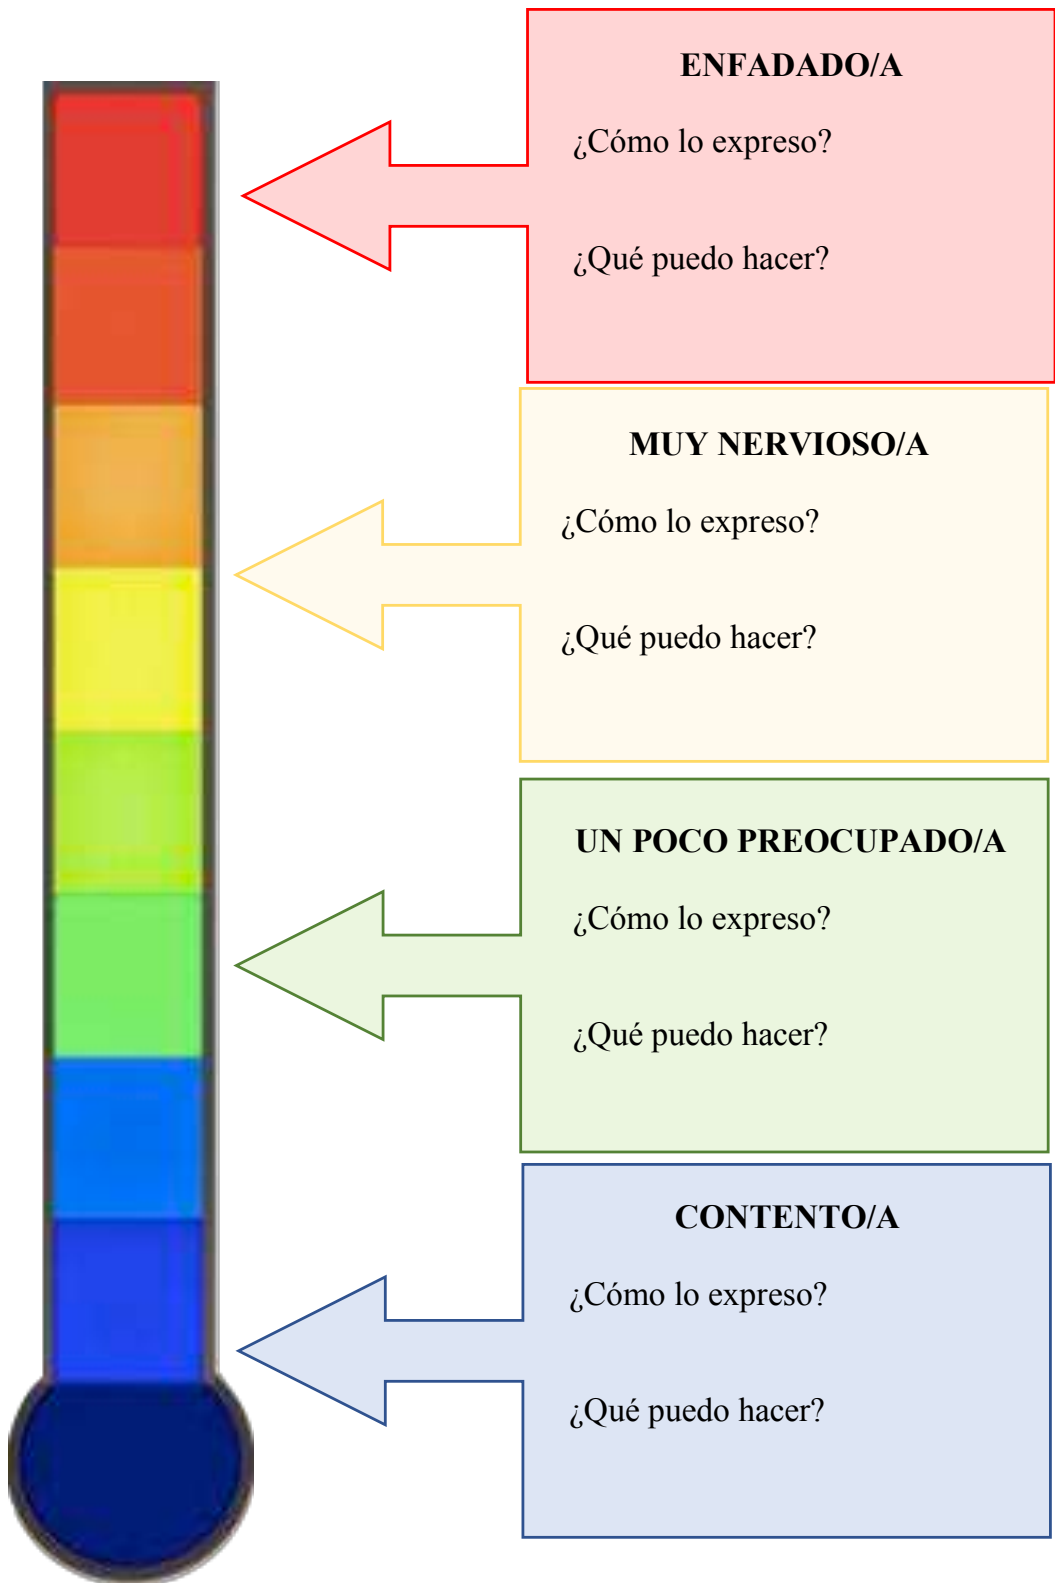 ENFADADO/A
¿Cómo lo expreso?
¿Qué puedo hacer?
MUY NERVIOSO/A
¿Cómo lo expreso?
¿Qué puedo hacer?
UN POCO PREOCUPADO/A
¿Cómo lo expreso?
¿Qué puedo hacer?
CONTENTO/A
¿Cómo lo expreso?
¿Qué puedo hacer?